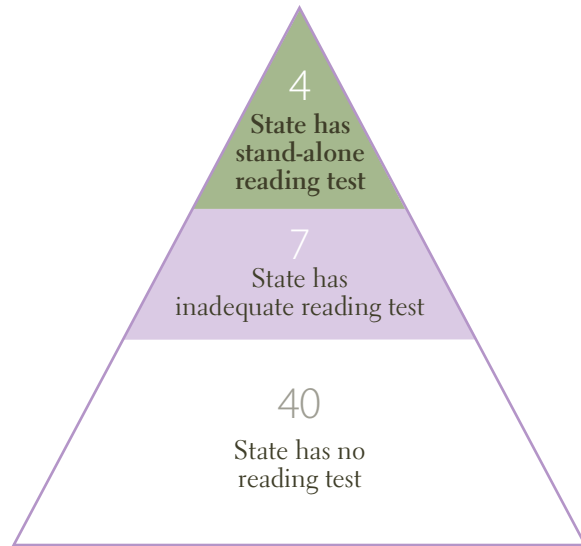 4
State has
stand-alone
reading test
7
State has
inadequate reading test
40
State has no
reading test